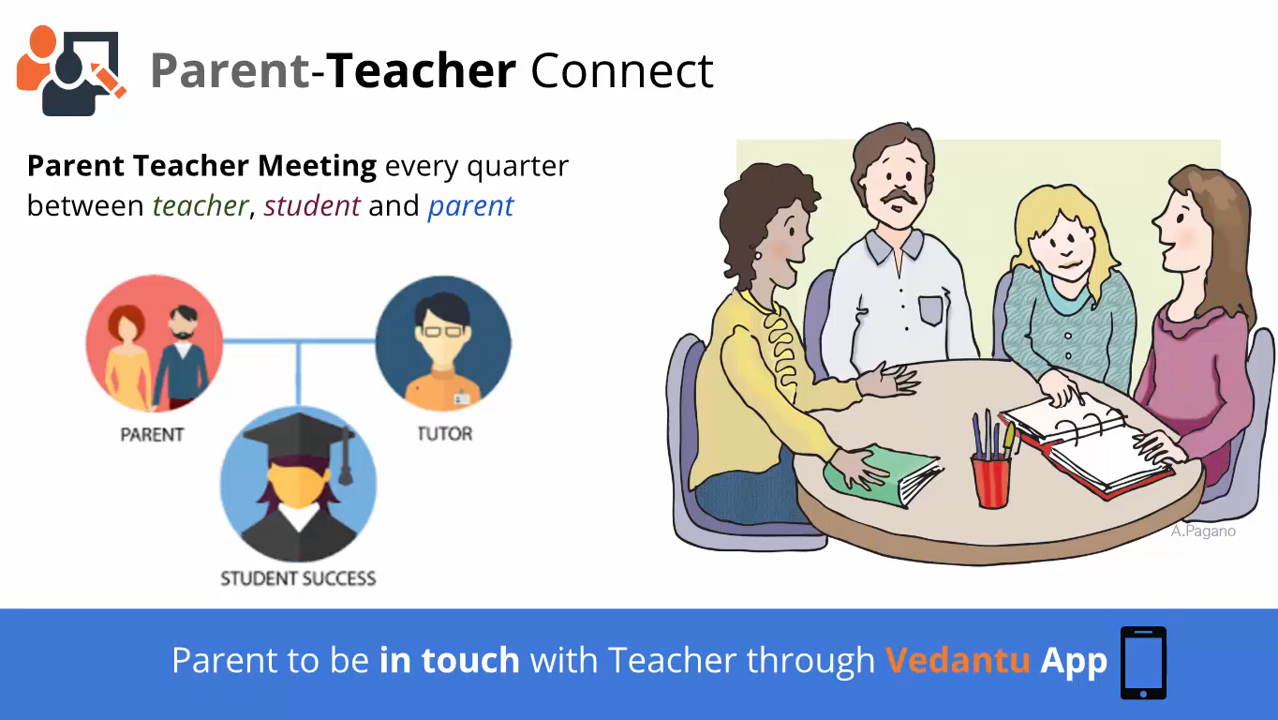 Parent-Teacher Connect
Parent Teacher Meeting every quarter
between teacher, student and parent
PARENT
TUTOR
STUDENT SUCCESS
A.Pagano
Parent to be in touch with Teacher through Vedantu App